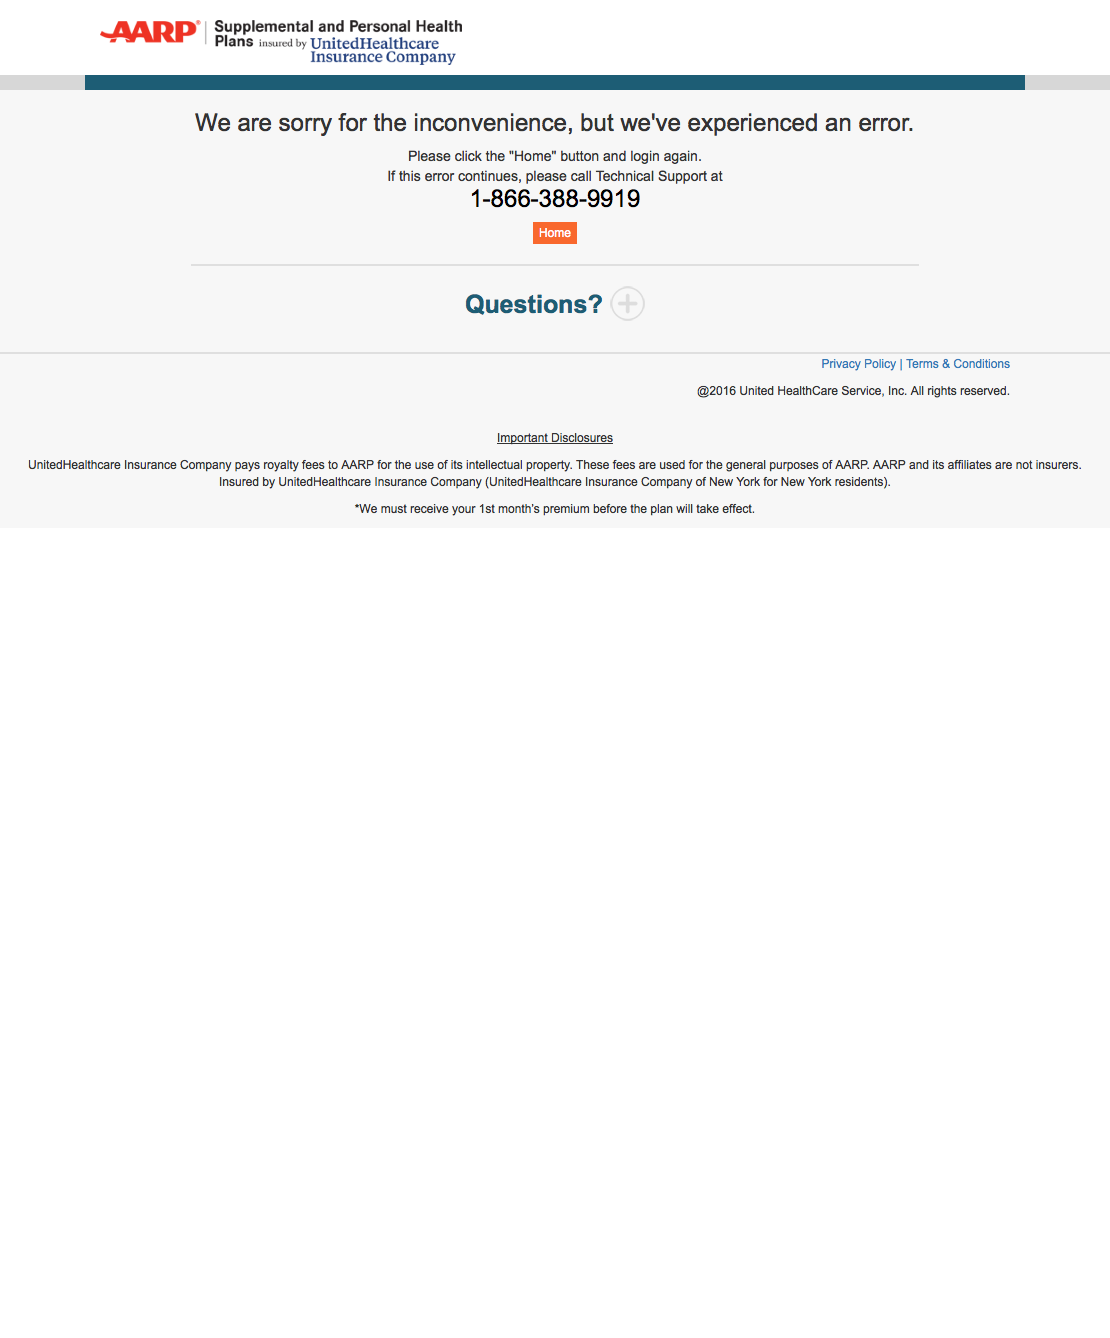 AARP® Supplemental and Personal Health
Plans insured by UnitedHealthcare
Insurance Company
We are sorry for the inconvenience, but we've experienced an error.
Please click the "Home" button and login again.
If this error continues, please call Technical Support at
1-866-388-9919
Home
Questions?
Privacy Policy | Terms & Conditions
@2016 United HealthCare Service, Inc. All rights reserved.
Important Disclosures
UnitedHealthcare Insurance Company pays royalty fees to AARP for the use of its intellectual property. These fees are used for the general purposes of AARP. AARP and its affiliates are not insurers.
Insured by UnitedHealthcare Insurance Company (UnitedHealthcare Insurance Company of New York for New York residents).
*We must receive your 1st month's premium before the plan will take effect.